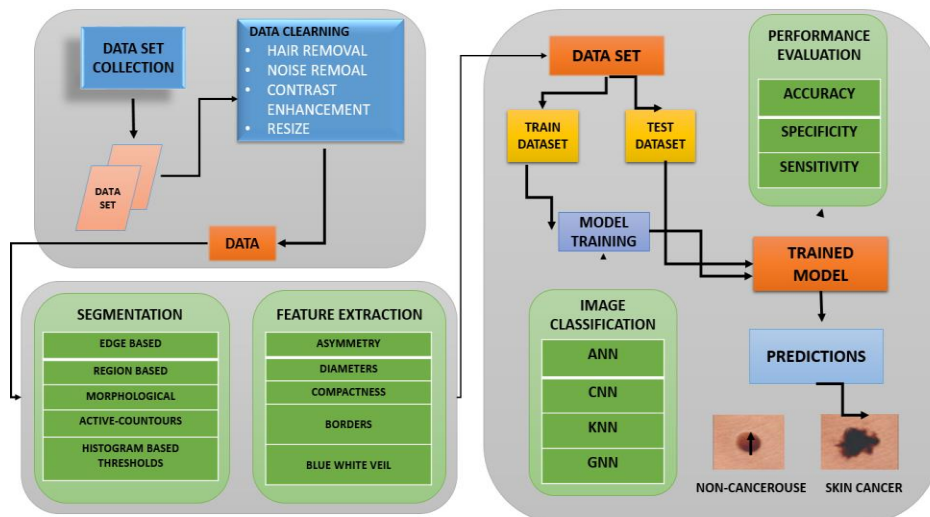 DATA SET
COLLECTION
DATA CLEARNING
• HAIR REMOVAL
• NOISE REMOAL
• CONTRAST
ENHANCEMENT
• RESIZE
DATA
SET
DATA
SEGMENTATION
EDGE BASED
REGION BASED
MORPHOLOGICAL
ACTIVE-COUNTOURS
HISTOGRAM BASED
THRESHOLDS
FEATURE EXTRACTION
ASYMMETRY
DIAMETERS
COMPACTNESS
BORDERS
BLUE WHITE VEIL
DATA SET
TRAIN
DATASET
TEST
DATASET
MODEL
TRAINING
IMAGE
CLASSIFICATION
ANN
CNN
KNN
GNN
PERFORMANCE
EVALUATION
ACCURACY
SPECIFICITY
SENSITIVITY
TRAINED
MODEL
PREDICTIONS
NON-CANCEROUSE
SKIN CANCER